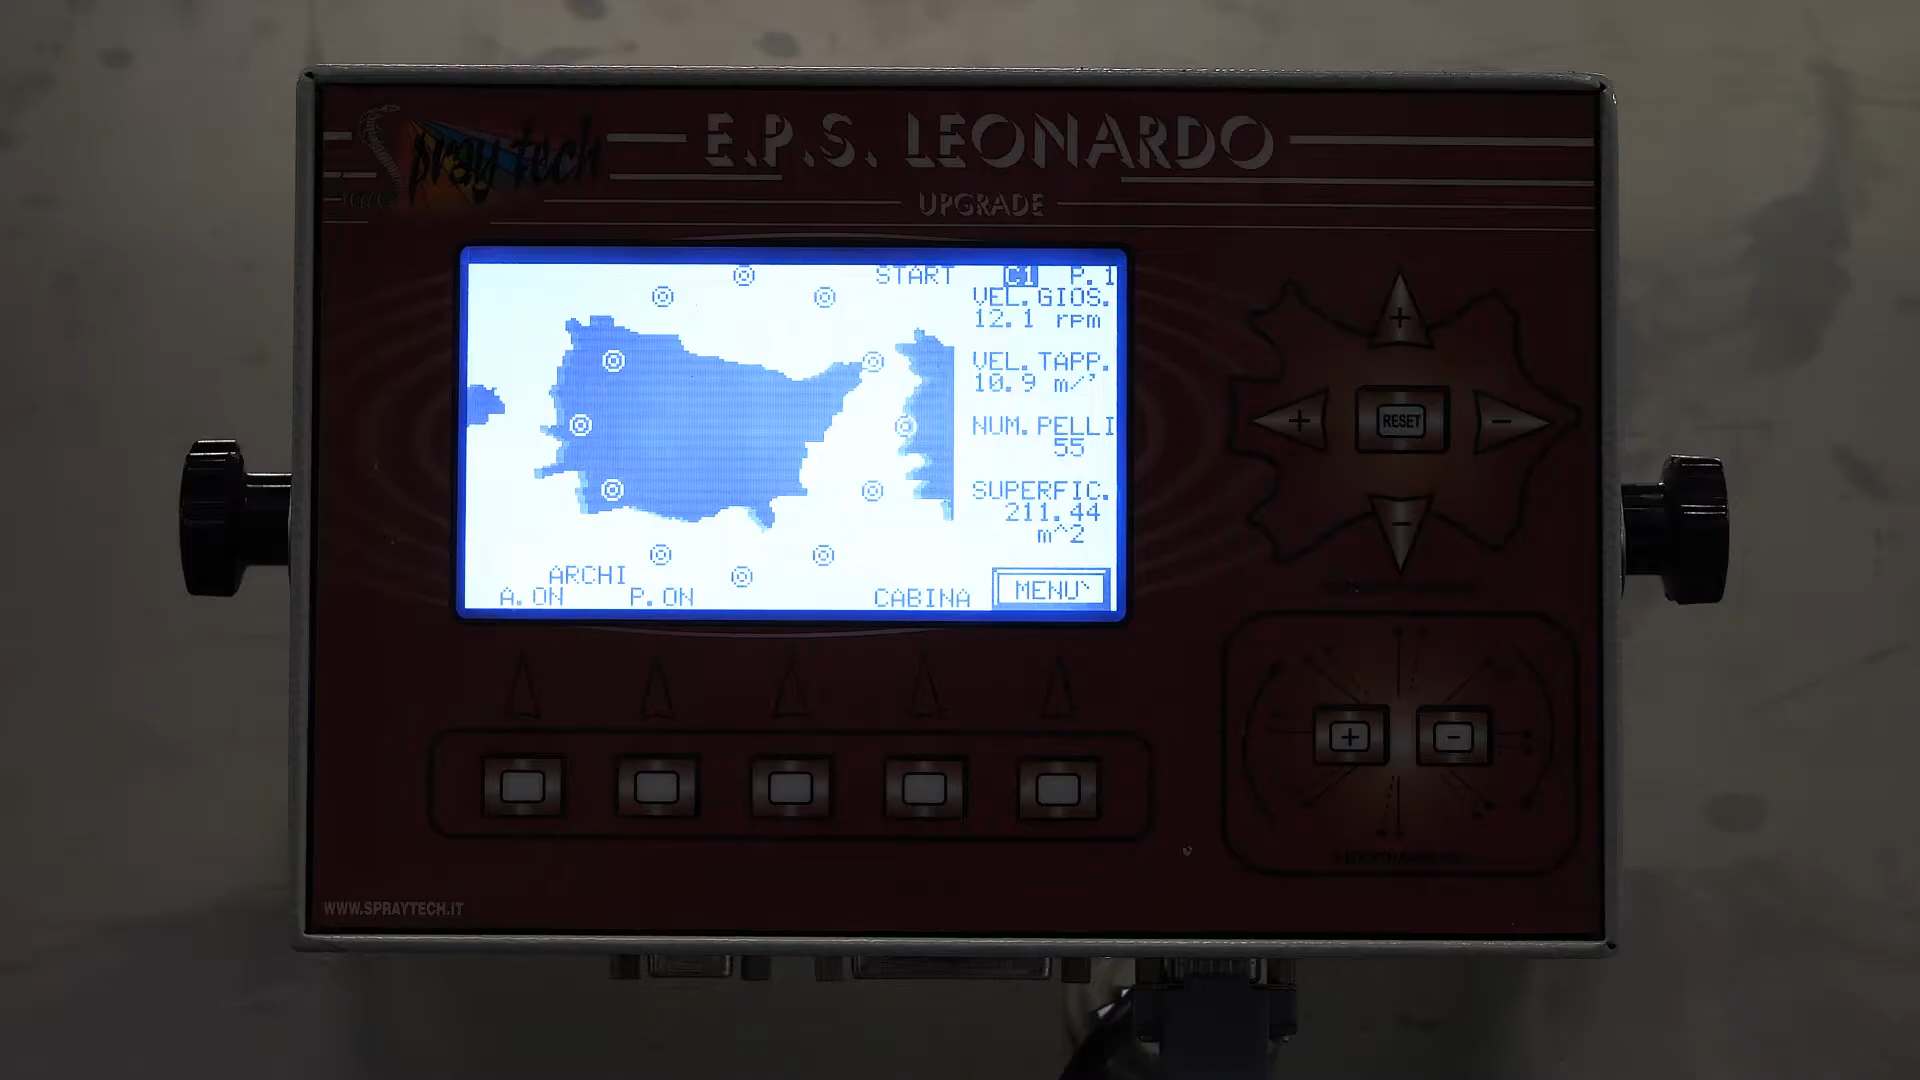 Spray tech
E.P.S. LEONARDO
UPGRADE
START C1 P.1
VEL.GIOS.
12.1 rpm
VEL.TAPP.
10.9 m/'
NUM.PELLI
55
SUPERFIC.
211.44
m^2
ARCHI
A.ON P.ON CABINA MENU`
+
+ RESET -
-
+ -
WWW.SPRAYTECH.IT